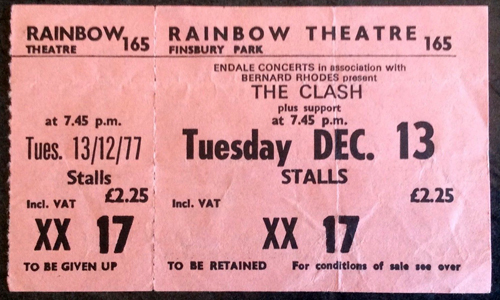 RAINBOW 165
THEATRE
at 7.45 p.m.
Tues. 13/12/77
Stalls
£2.25
Incl. VAT
XX 17
TO BE GIVEN UP
RAINBOW THEATRE
FINSBURY PARK 165
ENDALE CONCERTS in association with
BERNARD RHODES present
THE CLASH
plus support
at 7.45 p.m.
Tuesday DEC. 13
STALLS
£2.25
Incl. VAT
XX 17
TO BE RETAINED For conditions of sale see over